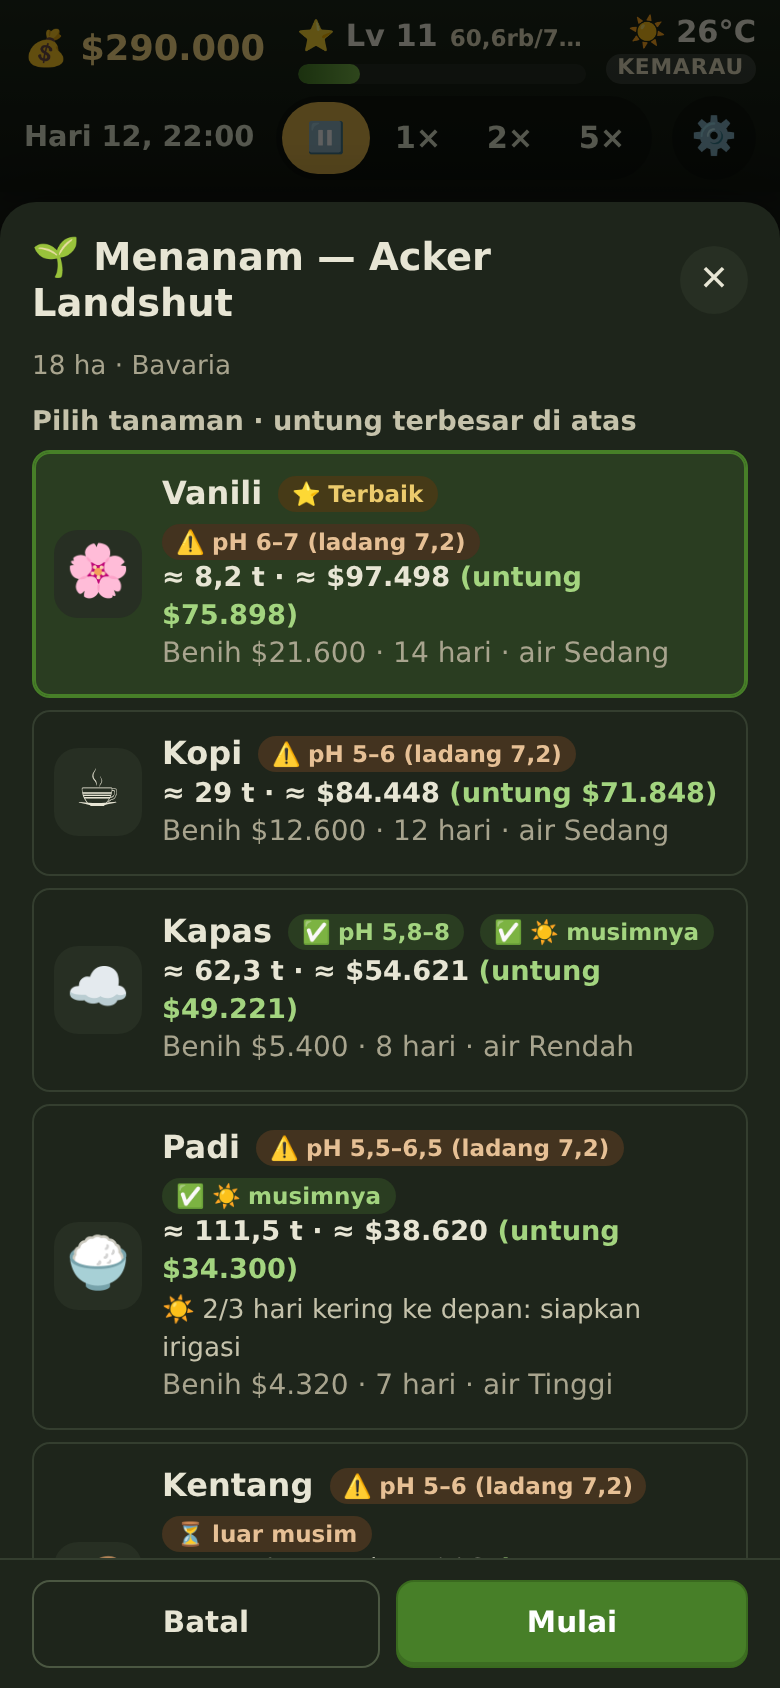 $290.000
Lv 11 60,6rb/7...
26°C
KEMARAU
Hari 12, 22:00
1×
2×
5×
Menanam — Acker
Landshut
18 ha · Bavaria
Pilih tanaman · untung terbesar di atas
Vanili Terbaik
pH 6–7 (ladang 7,2)
≈ 8,2 t · ≈ $97.498 (untung
$75.898)
Benih $21.600 · 14 hari · air Sedang
Kopi pH 5–6 (ladang 7,2)
≈ 29 t · ≈ $84.448 (untung $71.848)
Benih $12.600 · 12 hari · air Sedang
Kapas pH 5,8–8 musimnya
≈ 62,3 t · ≈ $54.621 (untung
$49.221)
Benih $5.400 · 8 hari · air Rendah
Padi pH 5,5–6,5 (ladang 7,2)
musimnya
≈ 111,5 t · ≈ $38.620 (untung
$34.300)
2/3 hari kering ke depan: siapkan
irigasi
Benih $4.320 · 7 hari · air Tinggi
Kentang pH 5–6 (ladang 7,2)
luar musim
Batal
Mulai